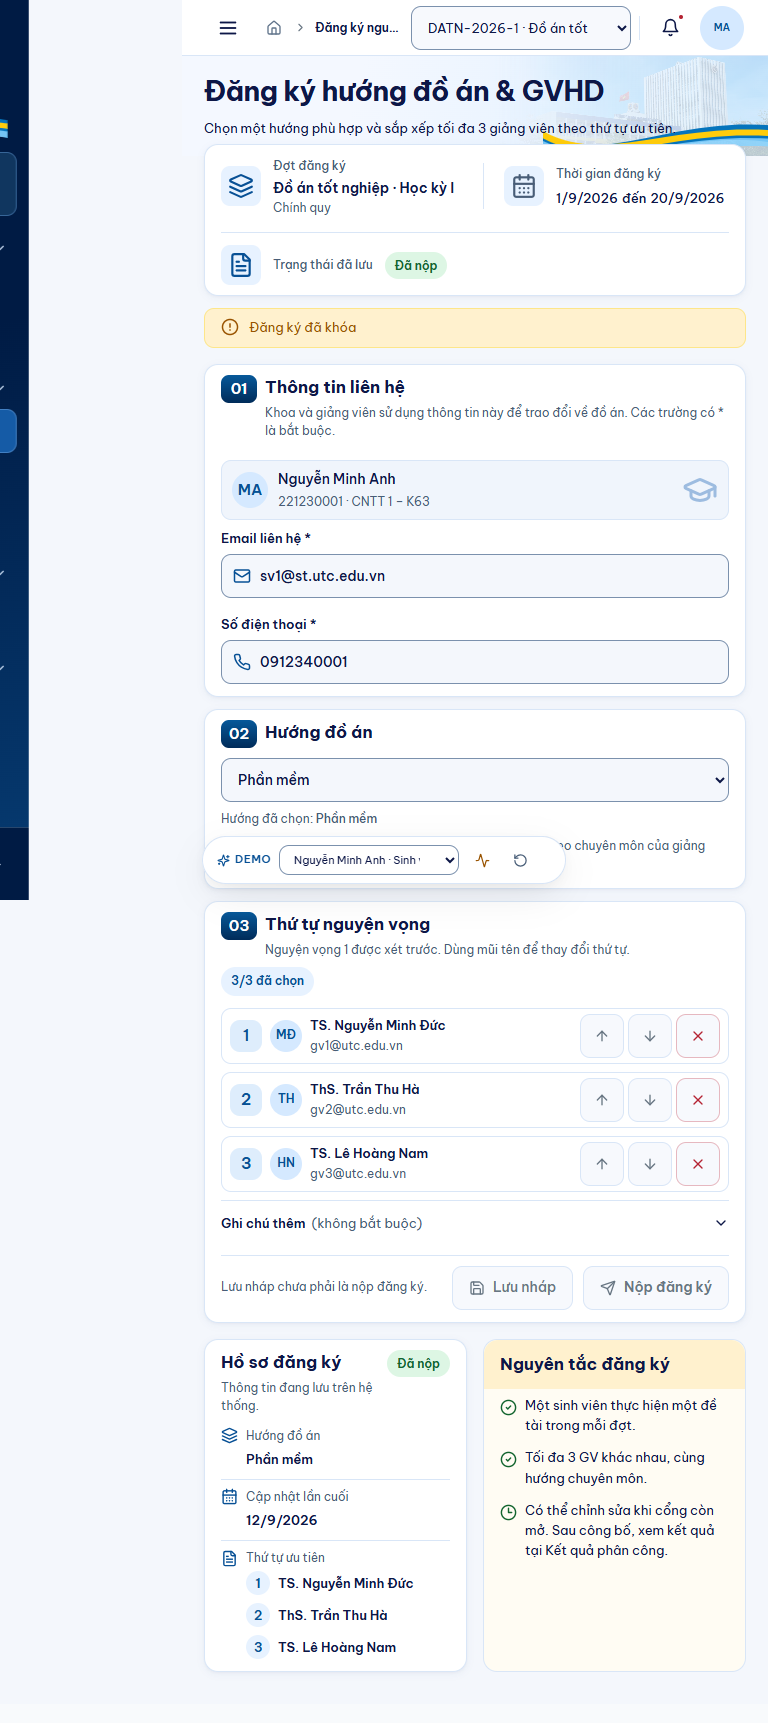 Đăng ký ngu...
DATN-2026-1 · Đồ án tốt
MA
Đăng ký hướng đồ án & GVHD
Chọn một hướng phù hợp và sắp xếp tối đa 3 giảng viên theo thứ tự ưu tiên.
Đợt đăng ký
Đồ án tốt nghiệp · Học kỳ I
Chính quy
Thời gian đăng ký
1/9/2026 đến 20/9/2026
Trạng thái đã lưu
Đã nộp
Đăng ký đã khóa
01
Thông tin liên hệ
Khoa và giảng viên sử dụng thông tin này để trao đổi về đồ án. Các trường có *
là bắt buộc.
MA
Nguyễn Minh Anh
221230001 · CNTT 1 – K63
Email liên hệ *
sv1@st.utc.edu.vn
Số điện thoại *
0912340001
02
Hướng đồ án
Phần mềm
Hướng đã chọn: Phần mềm
chuyên môn của giảng
DEMO
Nguyễn Minh Anh · Sinh
03
Thứ tự nguyện vọng
Nguyện vọng 1 được xét trước. Dùng mũi tên để thay đổi thứ tự.
3/3 đã chọn
1
MĐ
TS. Nguyễn Minh Đức
gv1@utc.edu.vn
2
TH
ThS. Trần Thu Hà
gv2@utc.edu.vn
3
HN
TS. Lê Hoàng Nam
gv3@utc.edu.vn
Ghi chú thêm (không bắt buộc)
Lưu nháp chưa phải là nộp đăng ký.
Lưu nháp
Nộp đăng ký
Hồ sơ đăng ký
Đã nộp
Thông tin đang lưu trên hệ
thống.
Hướng đồ án
Phần mềm
Cập nhật lần cuối
12/9/2026
Thứ tự ưu tiên
1
TS. Nguyễn Minh Đức
2
ThS. Trần Thu Hà
3
TS. Lê Hoàng Nam
Nguyên tắc đăng ký
Một sinh viên thực hiện một đề
tài trong mỗi đợt.
Tối đa 3 GV khác nhau, cùng
hướng chuyên môn.
Có thể chỉnh sửa khi cổng còn
mở. Sau công bố, xem kết quả
tại Kết quả phân công.